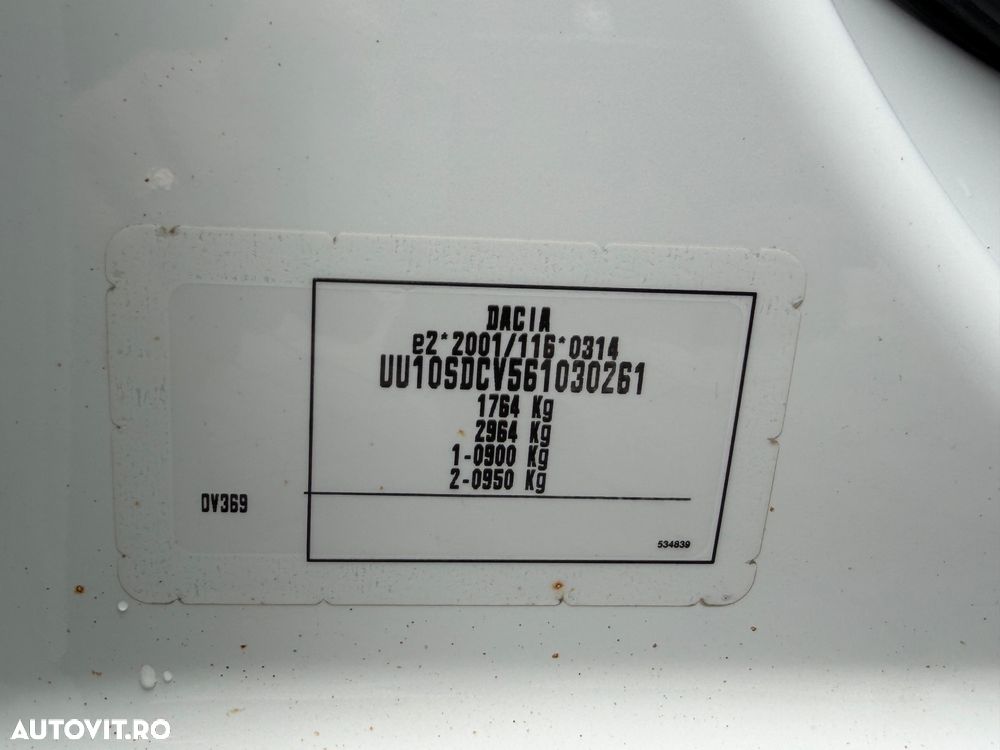 DACIA
e2*2001/116*0314
UU10SDCV561030261
1764 Kg
2964 Kg
1-0900 Kg
2-0950 Kg
0V369
534839
AUTOVIT.RO